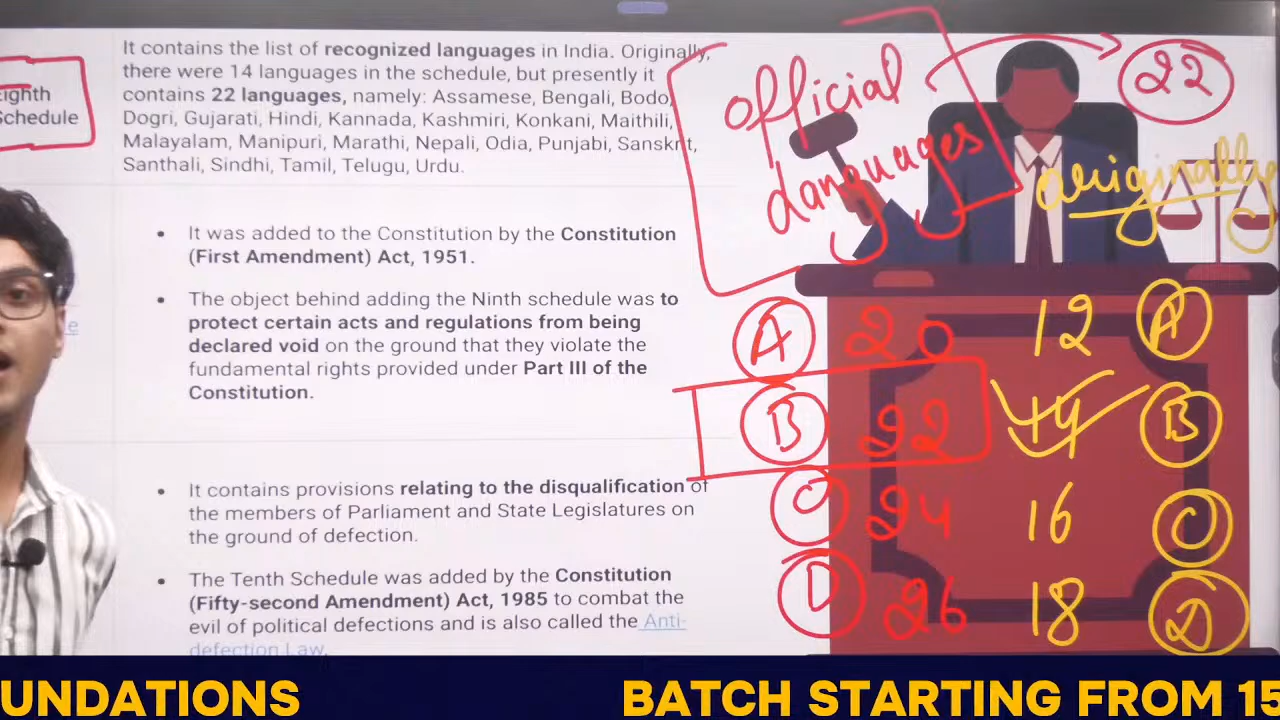 Eighth
Schedule
It contains the list of recognized languages in India. Originally,
there were 14 languages in the schedule, but presently it
contains 22 languages, namely: Assamese, Bengali, Bodo,
Dogri, Gujarati, Hindi, Kannada, Kashmiri, Konkani, Maithili,
Malayalam, Manipuri, Marathi, Nepali, Odia, Punjabi, Sanskrit,
Santhali, Sindhi, Tamil, Telugu, Urdu.
• It was added to the Constitution by the Constitution
(First Amendment) Act, 1951.
• The object behind adding the Ninth schedule was to
protect certain acts and regulations from being
declared void on the ground that they violate the
fundamental rights provided under Part III of the
Constitution.
• It contains provisions relating to the disqualification of
the members of Parliament and State Legislatures on
the ground of defection.
• The Tenth Schedule was added by the Constitution
(Fifty-second Amendment) Act, 1985 to combat the
evil of political defections and is also called the Anti-
defection Law.
official
languages
22
originally
A 20 12 A
B 22 14 B
C 24 16 C
D 26 18 D
UNDATIONS BATCH STARTING FROM 15